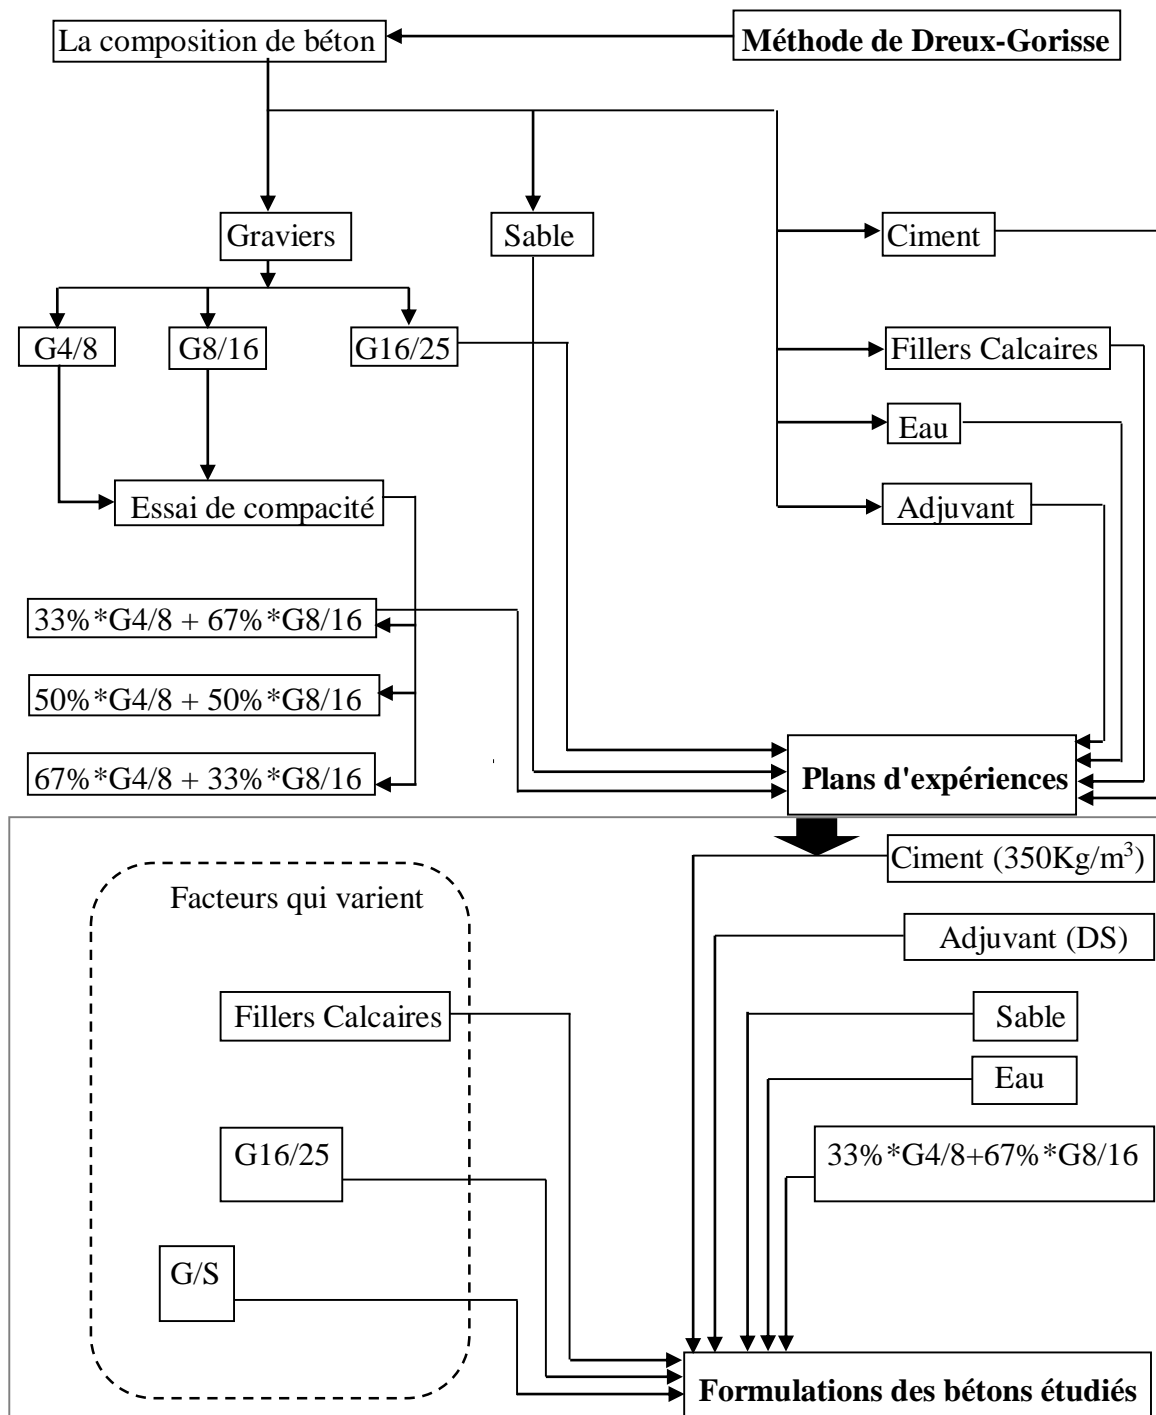 La composition de béton
Méthode de Dreux-Gorisse
Graviers
Sable
Ciment
G4/8
G8/16
G16/25
Fillers Calcaires
Eau
Essai de compacité
Adjuvant
33%*G4/8 + 67%*G8/16
50%*G4/8 + 50%*G8/16
67%*G4/8 + 33%*G8/16
Plans d'expériences
Ciment (350Kg/m³)
Facteurs qui varient
Adjuvant (DS)
Fillers Calcaires
Sable
Eau
G16/25
33%*G4/8+67%*G8/16
G/S
Formulations des bétons étudiés